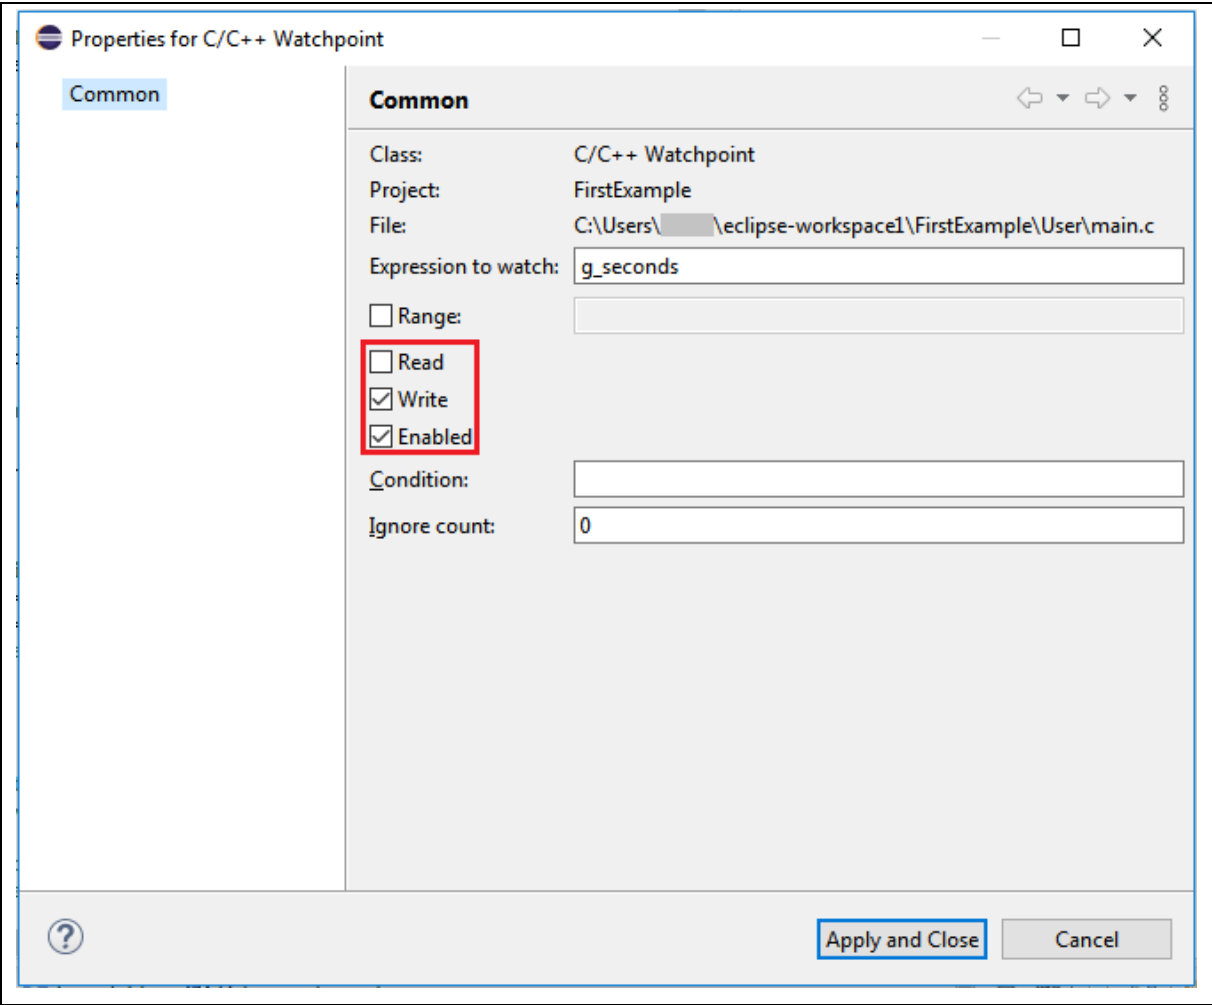 Properties for C/C++ Watchpoint
Common
Common
Class: C/C++ Watchpoint
Project: FirstExample
File: C:\Users\ \eclipse-workspace1\FirstExample\User\main.c
Expression to watch: g_seconds
Range:
Read
Write
Enabled
Condition:
Ignore count: 0
?
Apply and Close Cancel